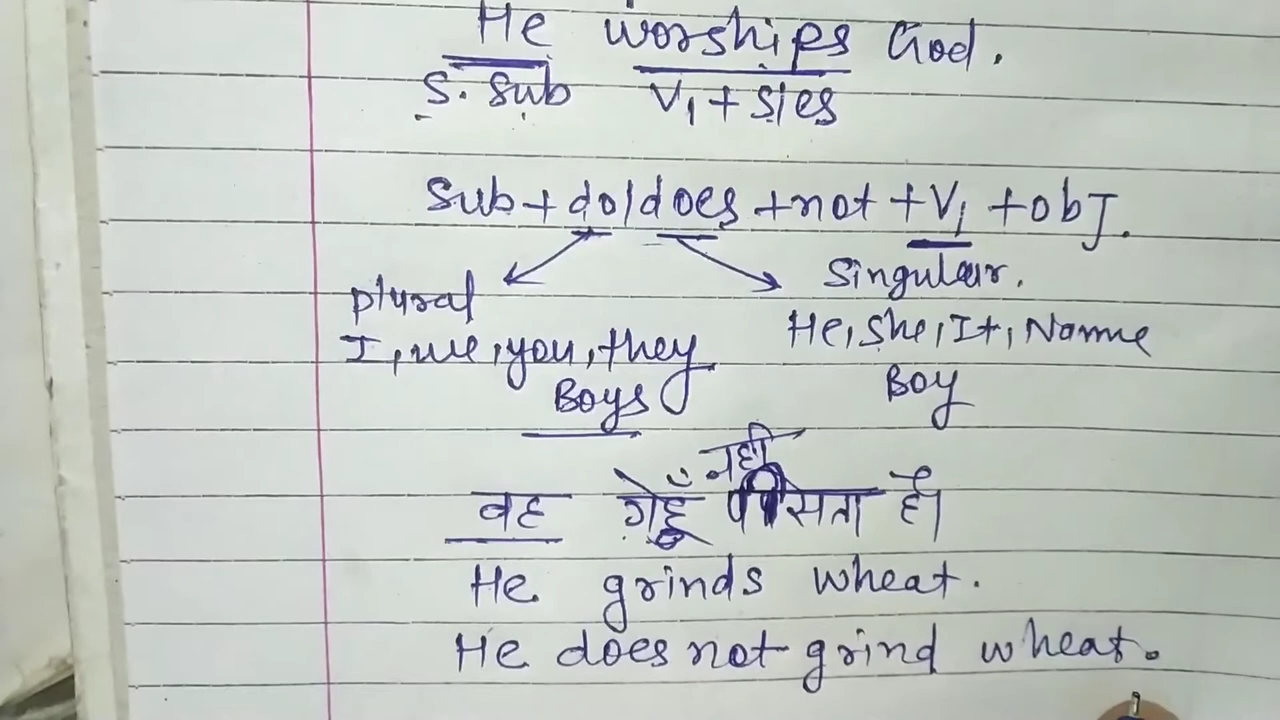 He worships God.
S. Sub V1 + s/es
Sub + do/does + not + V1 + obj.
Plural Singular.
I, we, you, they He, She, It, Name
Boys Boy
नही
वह गेहूँ पीसता है।
He grinds wheat.
He does not grind wheat.